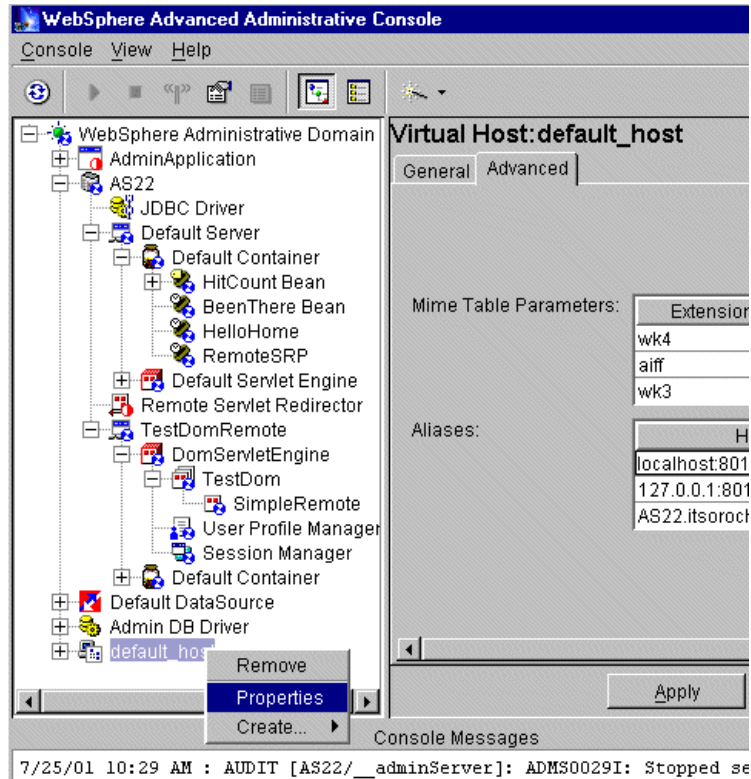 WebSphere Advanced Administrative Console
Console View Help
WebSphere Administrative Domain
AdminApplication
AS22
JDBC Driver
Default Server
Default Container
HitCount Bean
BeenThere Bean
HelloHome
RemoteSRP
Default Servlet Engine
Remote Servlet Redirector
TestDomRemote
DomServletEngine
TestDom
SimpleRemote
User Profile Manager
Session Manager
Default Container
Default DataSource
Admin DB Driver
default_host
Remove
Properties
Create...
Virtual Host:default_host
General Advanced
Mime Table Parameters:
Extension
wk4
aiff
wk3
Aliases:
H
localhost:801
127.0.0.1:801
AS22.itsoroch
Apply
Console Messages
7/25/01 10:29 AM : AUDIT [AS22/__adminServer]: ADMS0029I: Stopped se